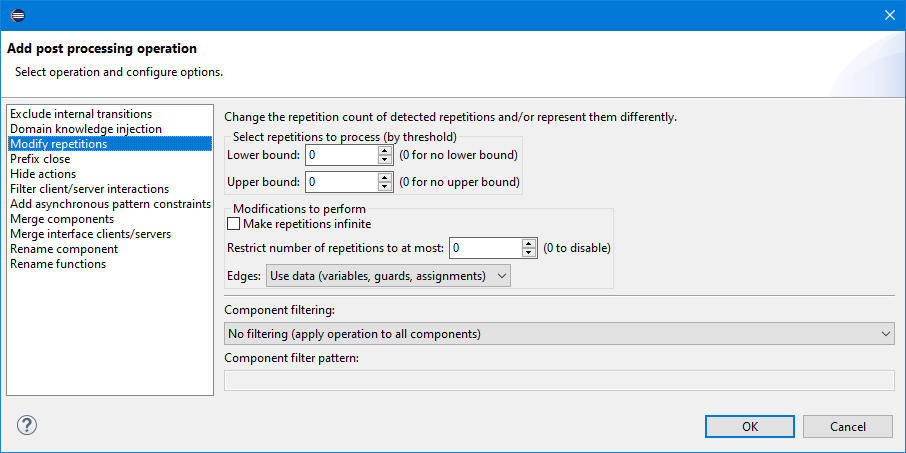 Add post processing operation
Select operation and configure options.
Exclude internal transitions
Domain knowledge injection
Modify repetitions
Prefix close
Hide actions
Filter client/server interactions
Add asynchronous pattern constraints
Merge components
Merge interface clients/servers
Rename component
Rename functions
Change the repetition count of detected repetitions and/or represent them differently.
Select repetitions to process (by threshold)
Lower bound: 0 (0 for no lower bound)
Upper bound: 0 (0 for no upper bound)
Modifications to perform
Make repetitions infinite
Restrict number of repetitions to at most: 0 (0 to disable)
Edges: Use data (variables, guards, assignments)
Component filtering:
No filtering (apply operation to all components)
Component filter pattern:
?
OK Cancel